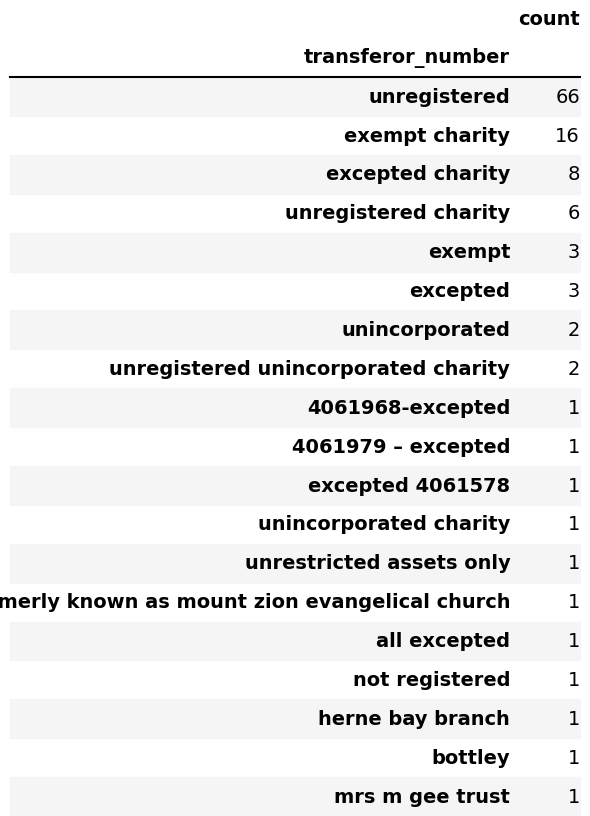 count
transferor_number
unregistered 66
exempt charity 16
excepted charity 8
unregistered charity 6
exempt 3
excepted 3
unincorporated 2
unregistered unincorporated charity 2
4061968-excepted 1
4061979 – excepted 1
excepted 4061578 1
unincorporated charity 1
unrestricted assets only 1
merly known as mount zion evangelical church 1
all excepted 1
not registered 1
herne bay branch 1
bottley 1
mrs m gee trust 1